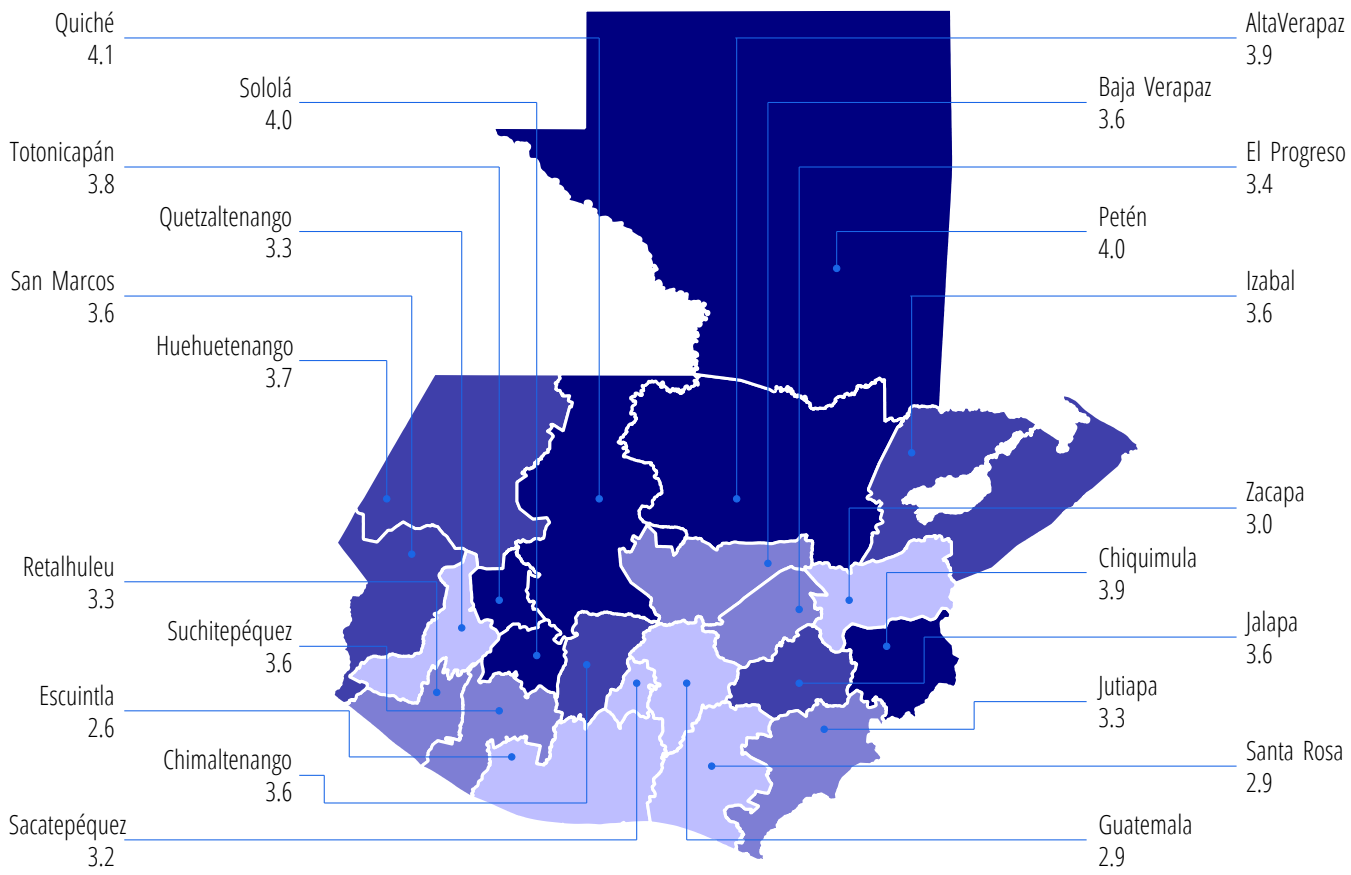 Quiché
4.1
Sololá
4.0
Totonicapán
3.8
Quetzaltenango
3.3
San Marcos
3.6
Huehuetenango
3.7
Retalhuleu
3.3
Suchitepéquez
3.6
Escuintla
2.6
Chimaltenango
3.6
Sacatepéquez
3.2
AltaVerapaz
3.9
Baja Verapaz
3.6
El Progreso
3.4
Petén
4.0
Izabal
3.6
Zacapa
3.0
Chiquimula
3.9
Jalapa
3.6
Jutiapa
3.3
Santa Rosa
2.9
Guatemala
2.9